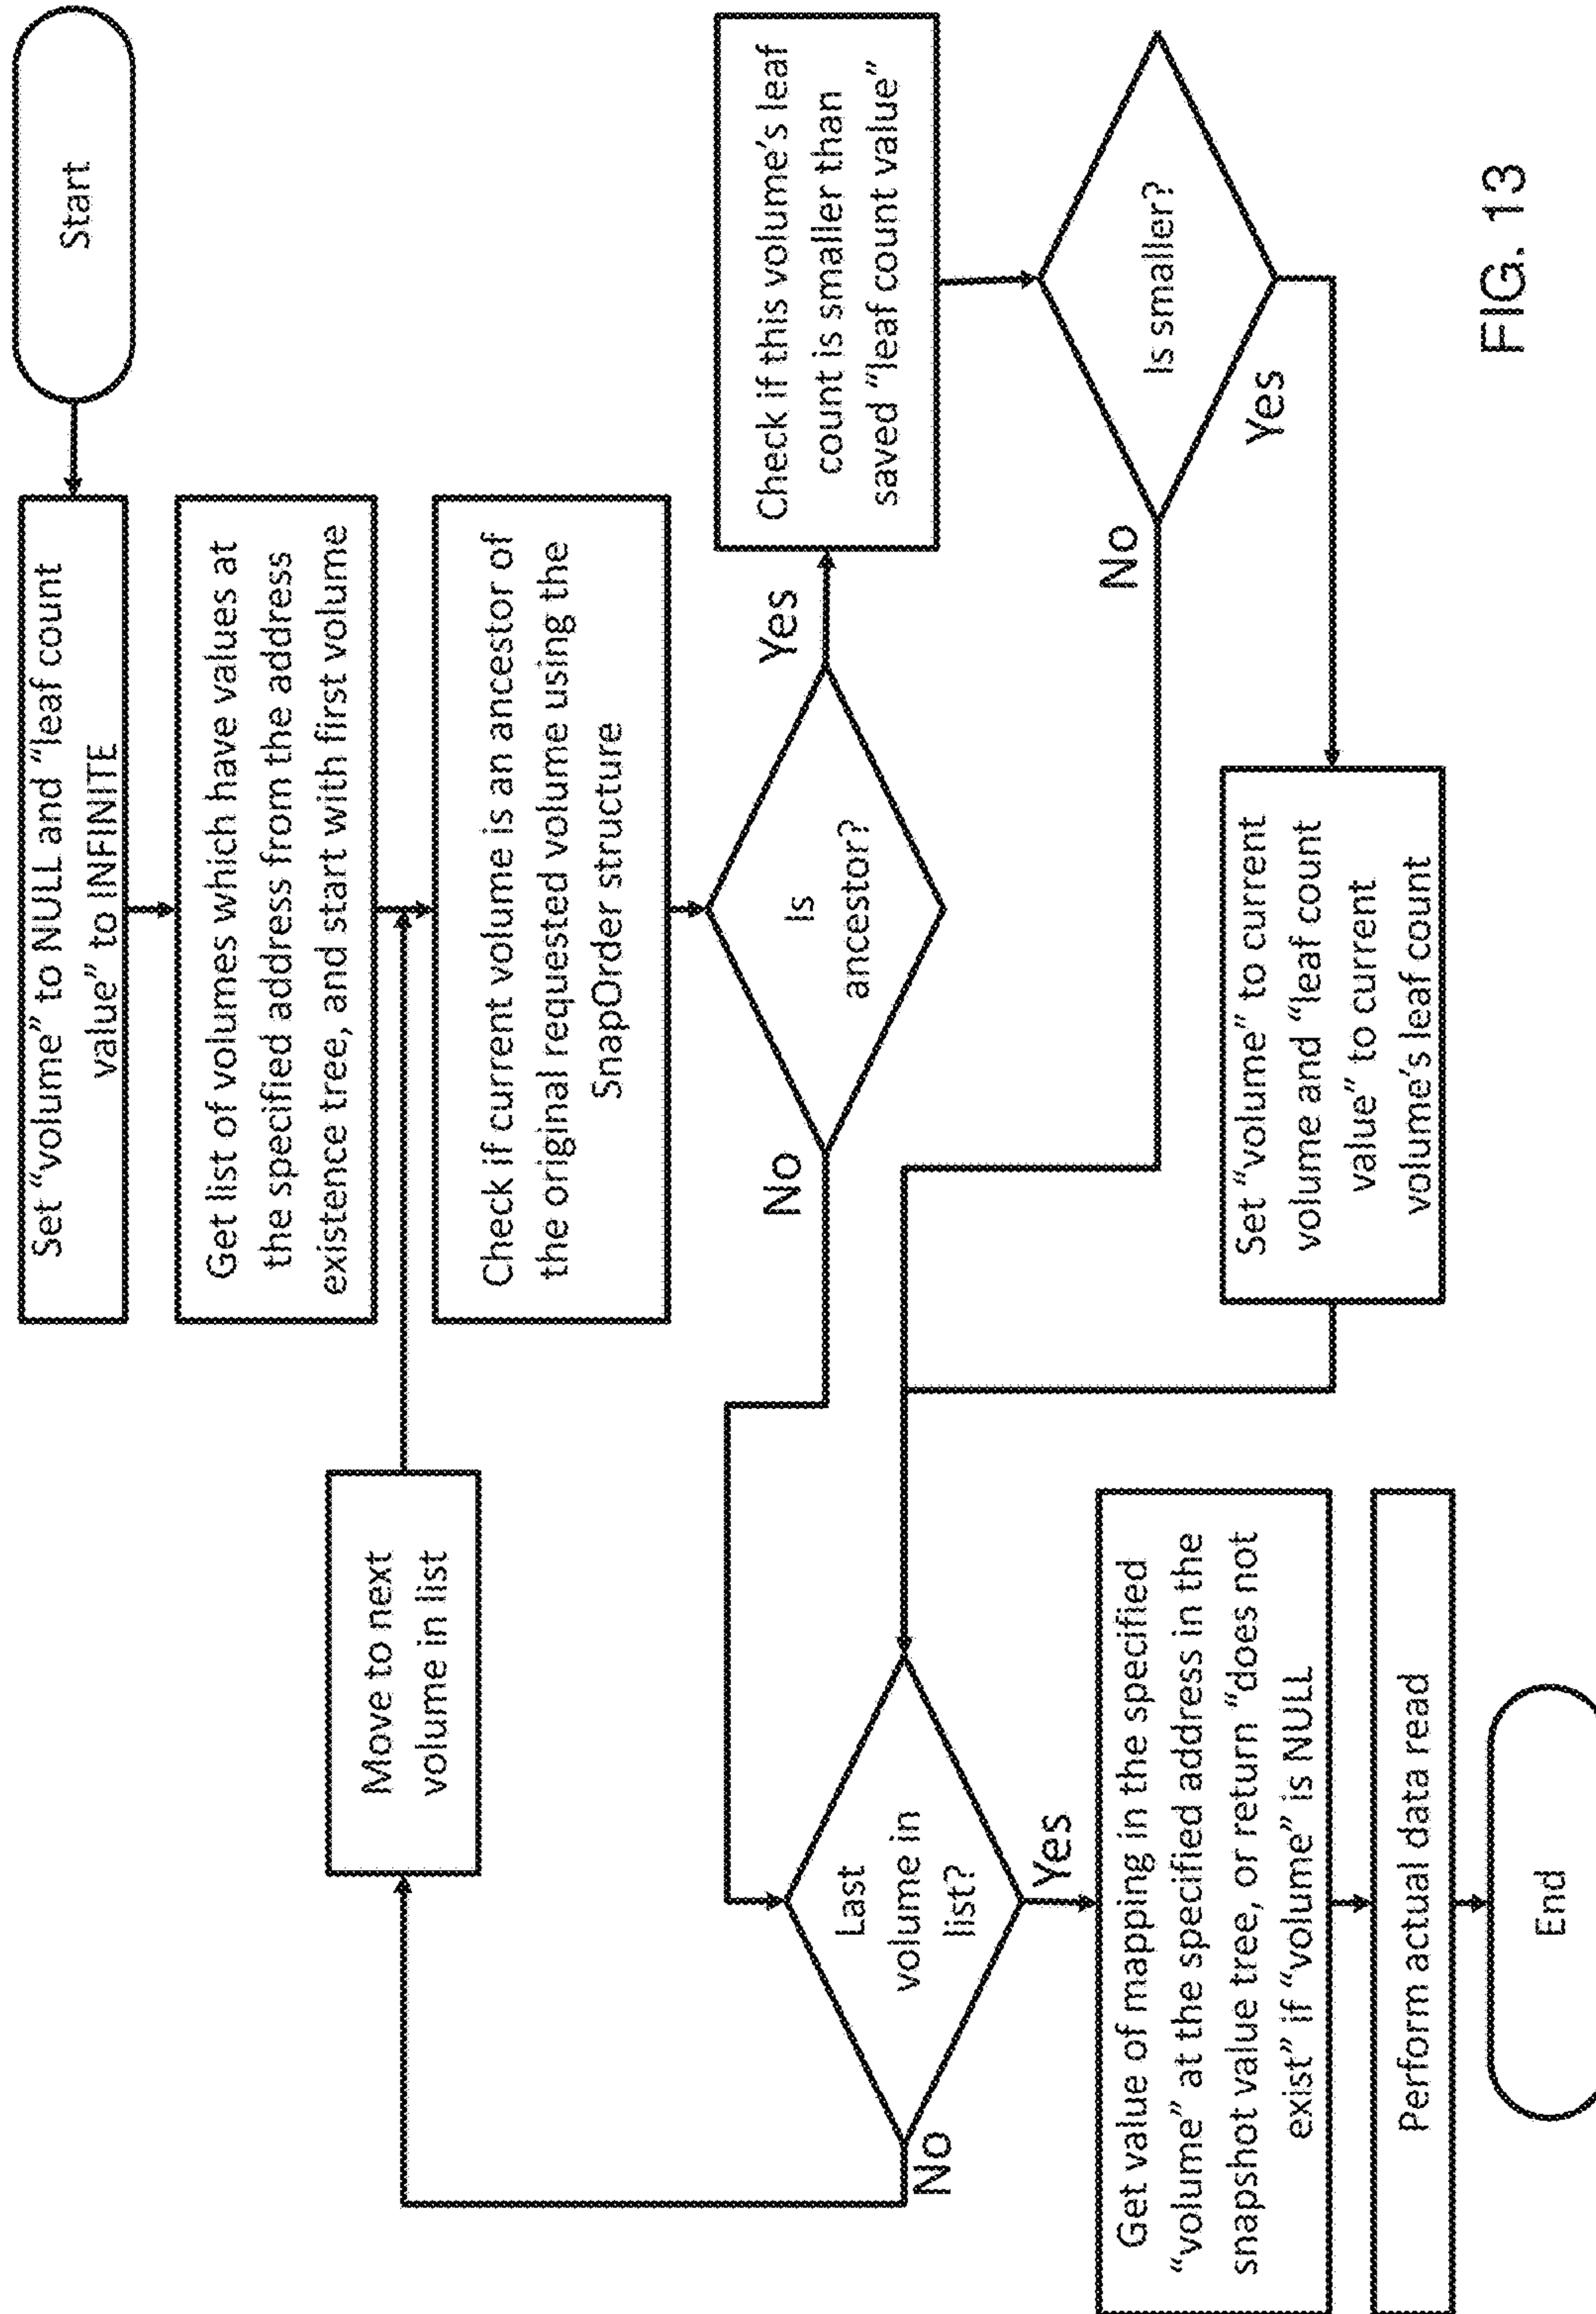 Start
Set “volume” to NULL and “leaf count
value” to INFINITE
Get list of volumes which have values at
the specified address from the address
existence tree, and start with first volume
Move to next
volume in list
Check if current volume is an ancestor of
the original requested volume using the
SnapOrder structure
Is
ancestor?
Yes
No
Check if this volume’s leaf
count is smaller than
saved “leaf count value”
Is smaller?
No
Yes
Set “volume” to current
volume and “leaf count
value” to current
volume’s leaf count
Last
volume in
list?
No
Yes
Get value of mapping in the specified
“volume” at the specified address in the
snapshot value tree, or return “does not
exist” if “volume” is NULL
Perform actual data read
End
FIG. 13